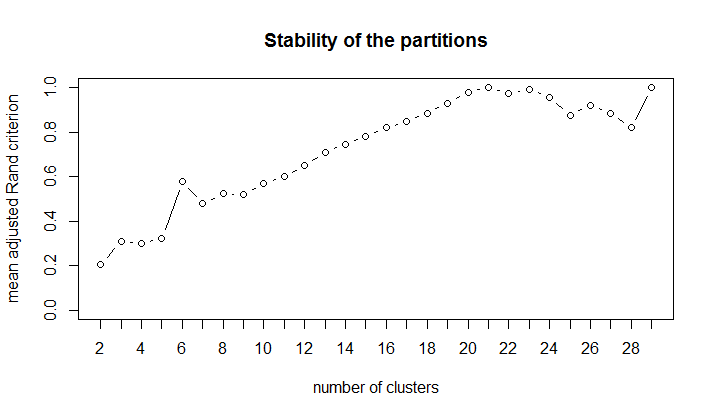 Stability of the partitions
mean adjusted Rand criterion
1.0
0.8
0.6
0.4
0.2
0.0
2 4 6 8 10 12 14 16 18 20 22 24 26 28
number of clusters